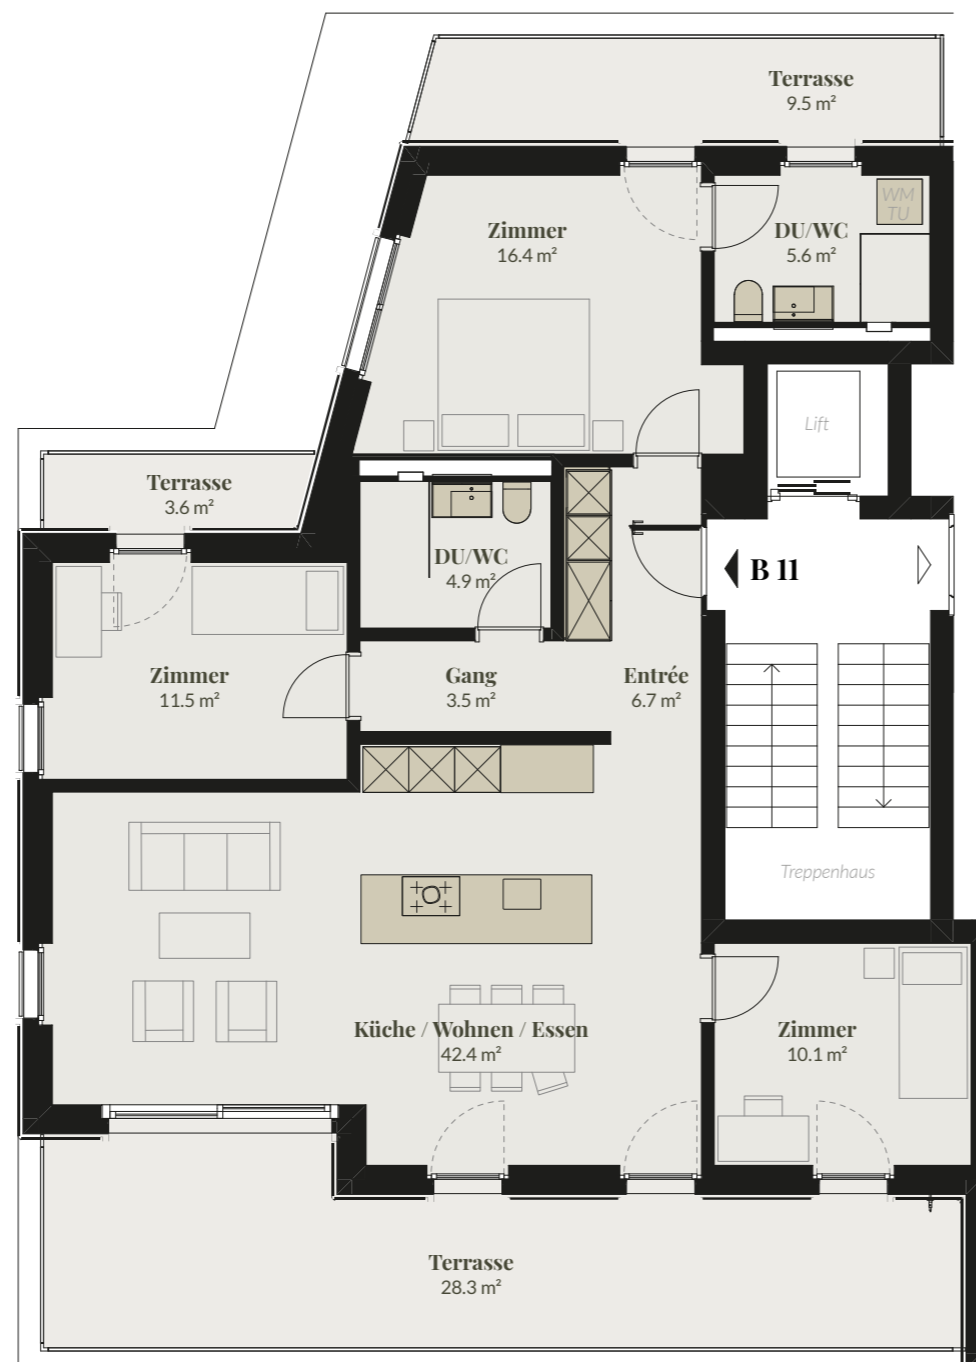 Terrasse
9.5 m²
WM
TU
Zimmer
16.4 m²
DU/WC
5.6 m²
Lift
Terrasse
3.6 m²
DU/WC
4.9 m²
B 11
Zimmer
11.5 m²
Gang
3.5 m²
Entrée
6.7 m²
Treppenhaus
Küche / Wohnen / Essen
42.4 m²
Zimmer
10.1 m²
Terrasse
28.3 m²